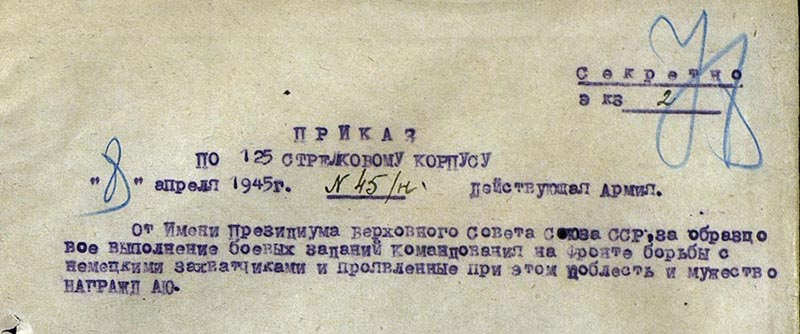 Секретно
экз 2
ПРИКАЗ
ПО 125 СТРЕЛКОВОМУ КОРПУСУ
"8" апреля 1945г. N 45/н. Действующая Армия.
От Имени Президиума Верховного Совета Союза ССР, за образцо
вое выполнение боевых заданий командования на фронте борьбы с
немецкими захватчиками и проявленные при этом доблесть и мужество
НАГРАЖДАЮ.